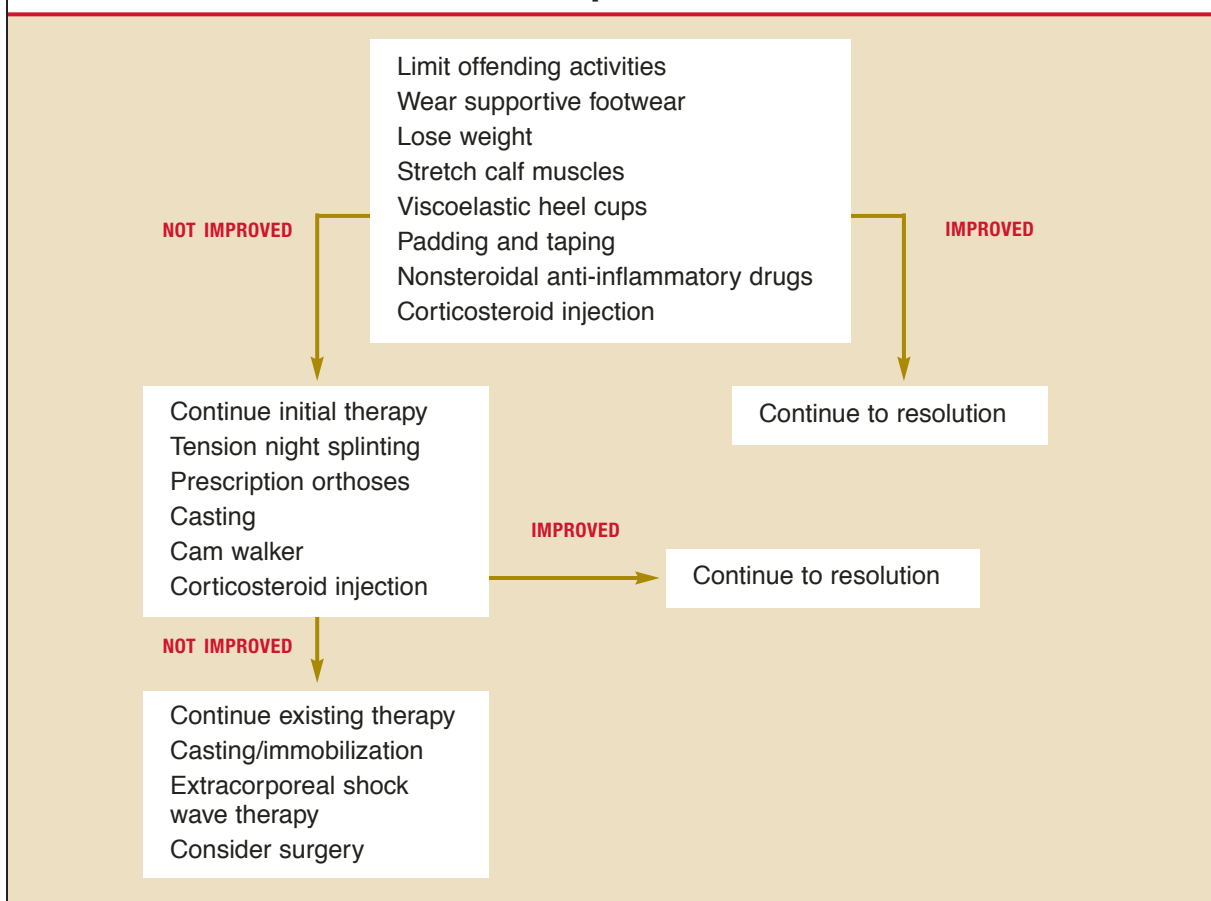 Limit offending activities
Wear supportive footwear
Lose weight
Stretch calf muscles
Viscoelastic heel cups
Padding and taping
Nonsteroidal anti-inflammatory drugs
Corticosteroid injection
NOT IMPROVED
IMPROVED
Continue initial therapy
Tension night splinting
Prescription orthoses
Casting
Cam walker
Corticosteroid injection
Continue to resolution
IMPROVED
Continue to resolution
NOT IMPROVED
Continue existing therapy
Casting/immobilization
Extracorporeal shock
wave therapy
Consider surgery